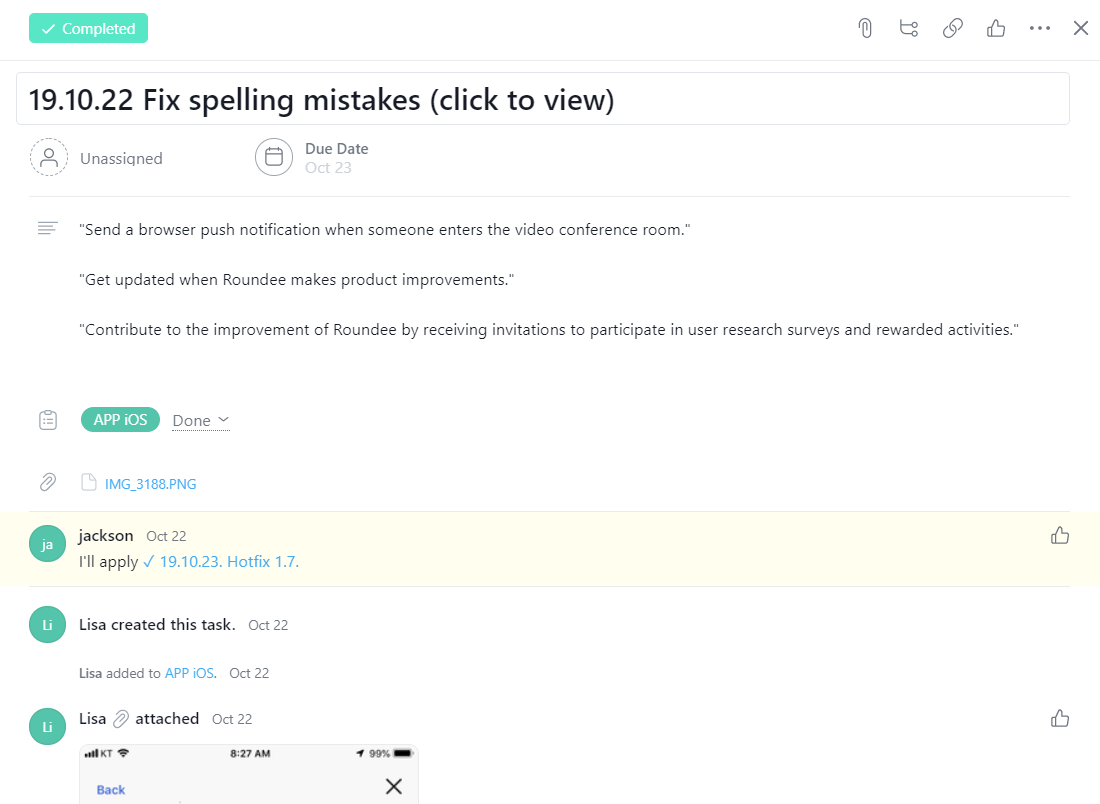 Completed
19.10.22 Fix spelling mistakes (click to view)
Unassigned
Due Date
Oct 23
"Send a browser push notification when someone enters the video conference room."
"Get updated when Roundee makes product improvements."
"Contribute to the improvement of Roundee by receiving invitations to participate in user research surveys and rewarded activities."
APP iOS Done
IMG_3188.PNG
ja
jackson Oct 22
I'll apply ✓ 19.10.23. Hotfix 1.7.
Li
Lisa created this task. Oct 22
Lisa added to APP iOS. Oct 22
Li
Lisa attached Oct 22
KT 8:27 AM 99%
Back